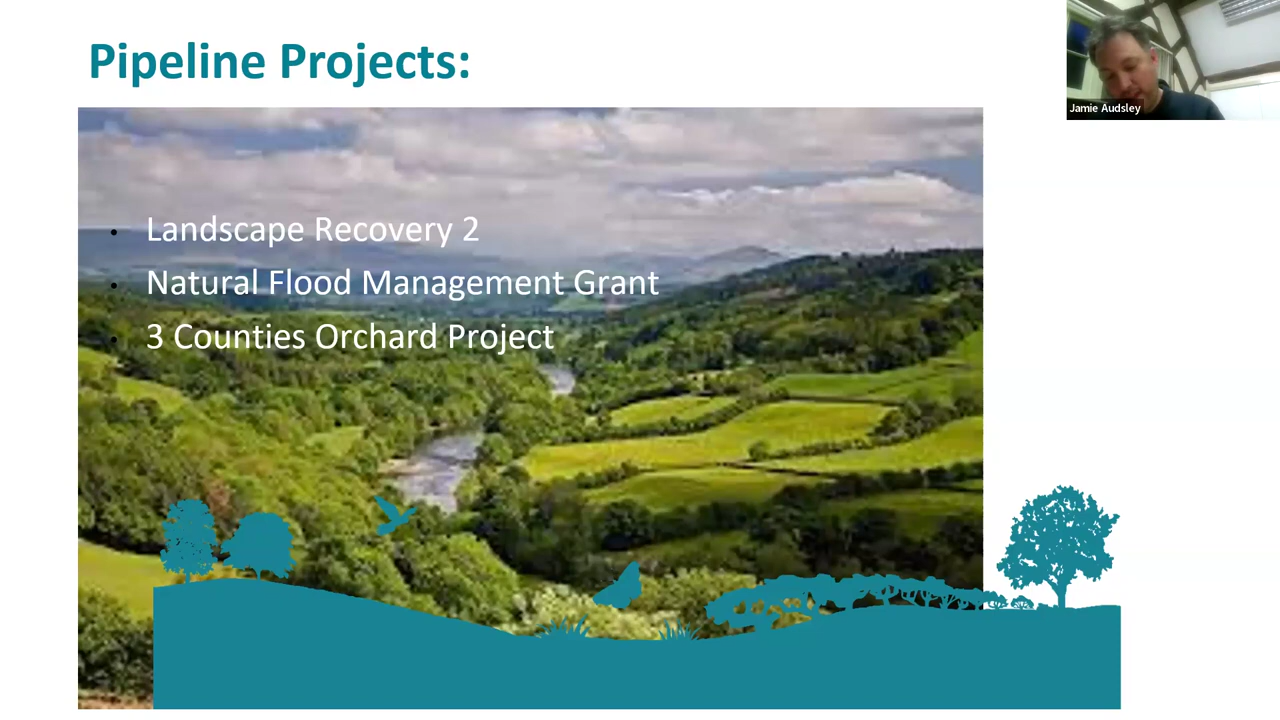 Pipeline Projects:
Jamie Audsley
• Landscape Recovery 2
• Natural Flood Management Grant
• 3 Counties Orchard Project